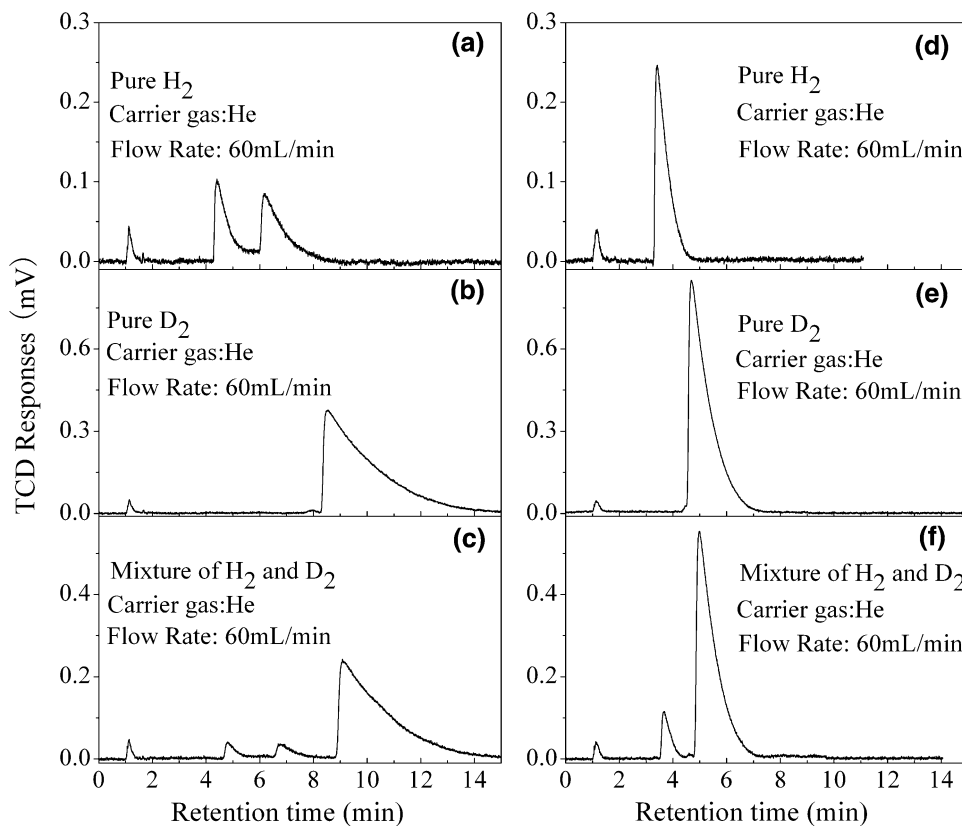 TCD Responses (mV)
0.3
0.2
0.1
0.0
(a)
Pure H2
Carrier gas:He
Flow Rate: 60mL/min
0.6
0.3
0.0
(b)
Pure D2
Carrier gas:He
Flow Rate: 60mL/min
0.4
0.2
0.0
(c)
Mixture of H2 and D2
Carrier gas:He
Flow Rate: 60mL/min
0 2 4 6 8 10 12 14
Retention time (min)
0.3
0.2
0.1
0.0
(d)
Pure H2
Carrier gas:He
Flow Rate: 60mL/min
0.6
0.3
0.0
(e)
Pure D2
Carrier gas:He
Flow Rate: 60mL/min
0.4
0.2
0.0
(f)
Mixture of H2 and D2
Carrier gas:He
Flow Rate: 60mL/min
0 2 4 6 8 10 12 14
Retention time (min)